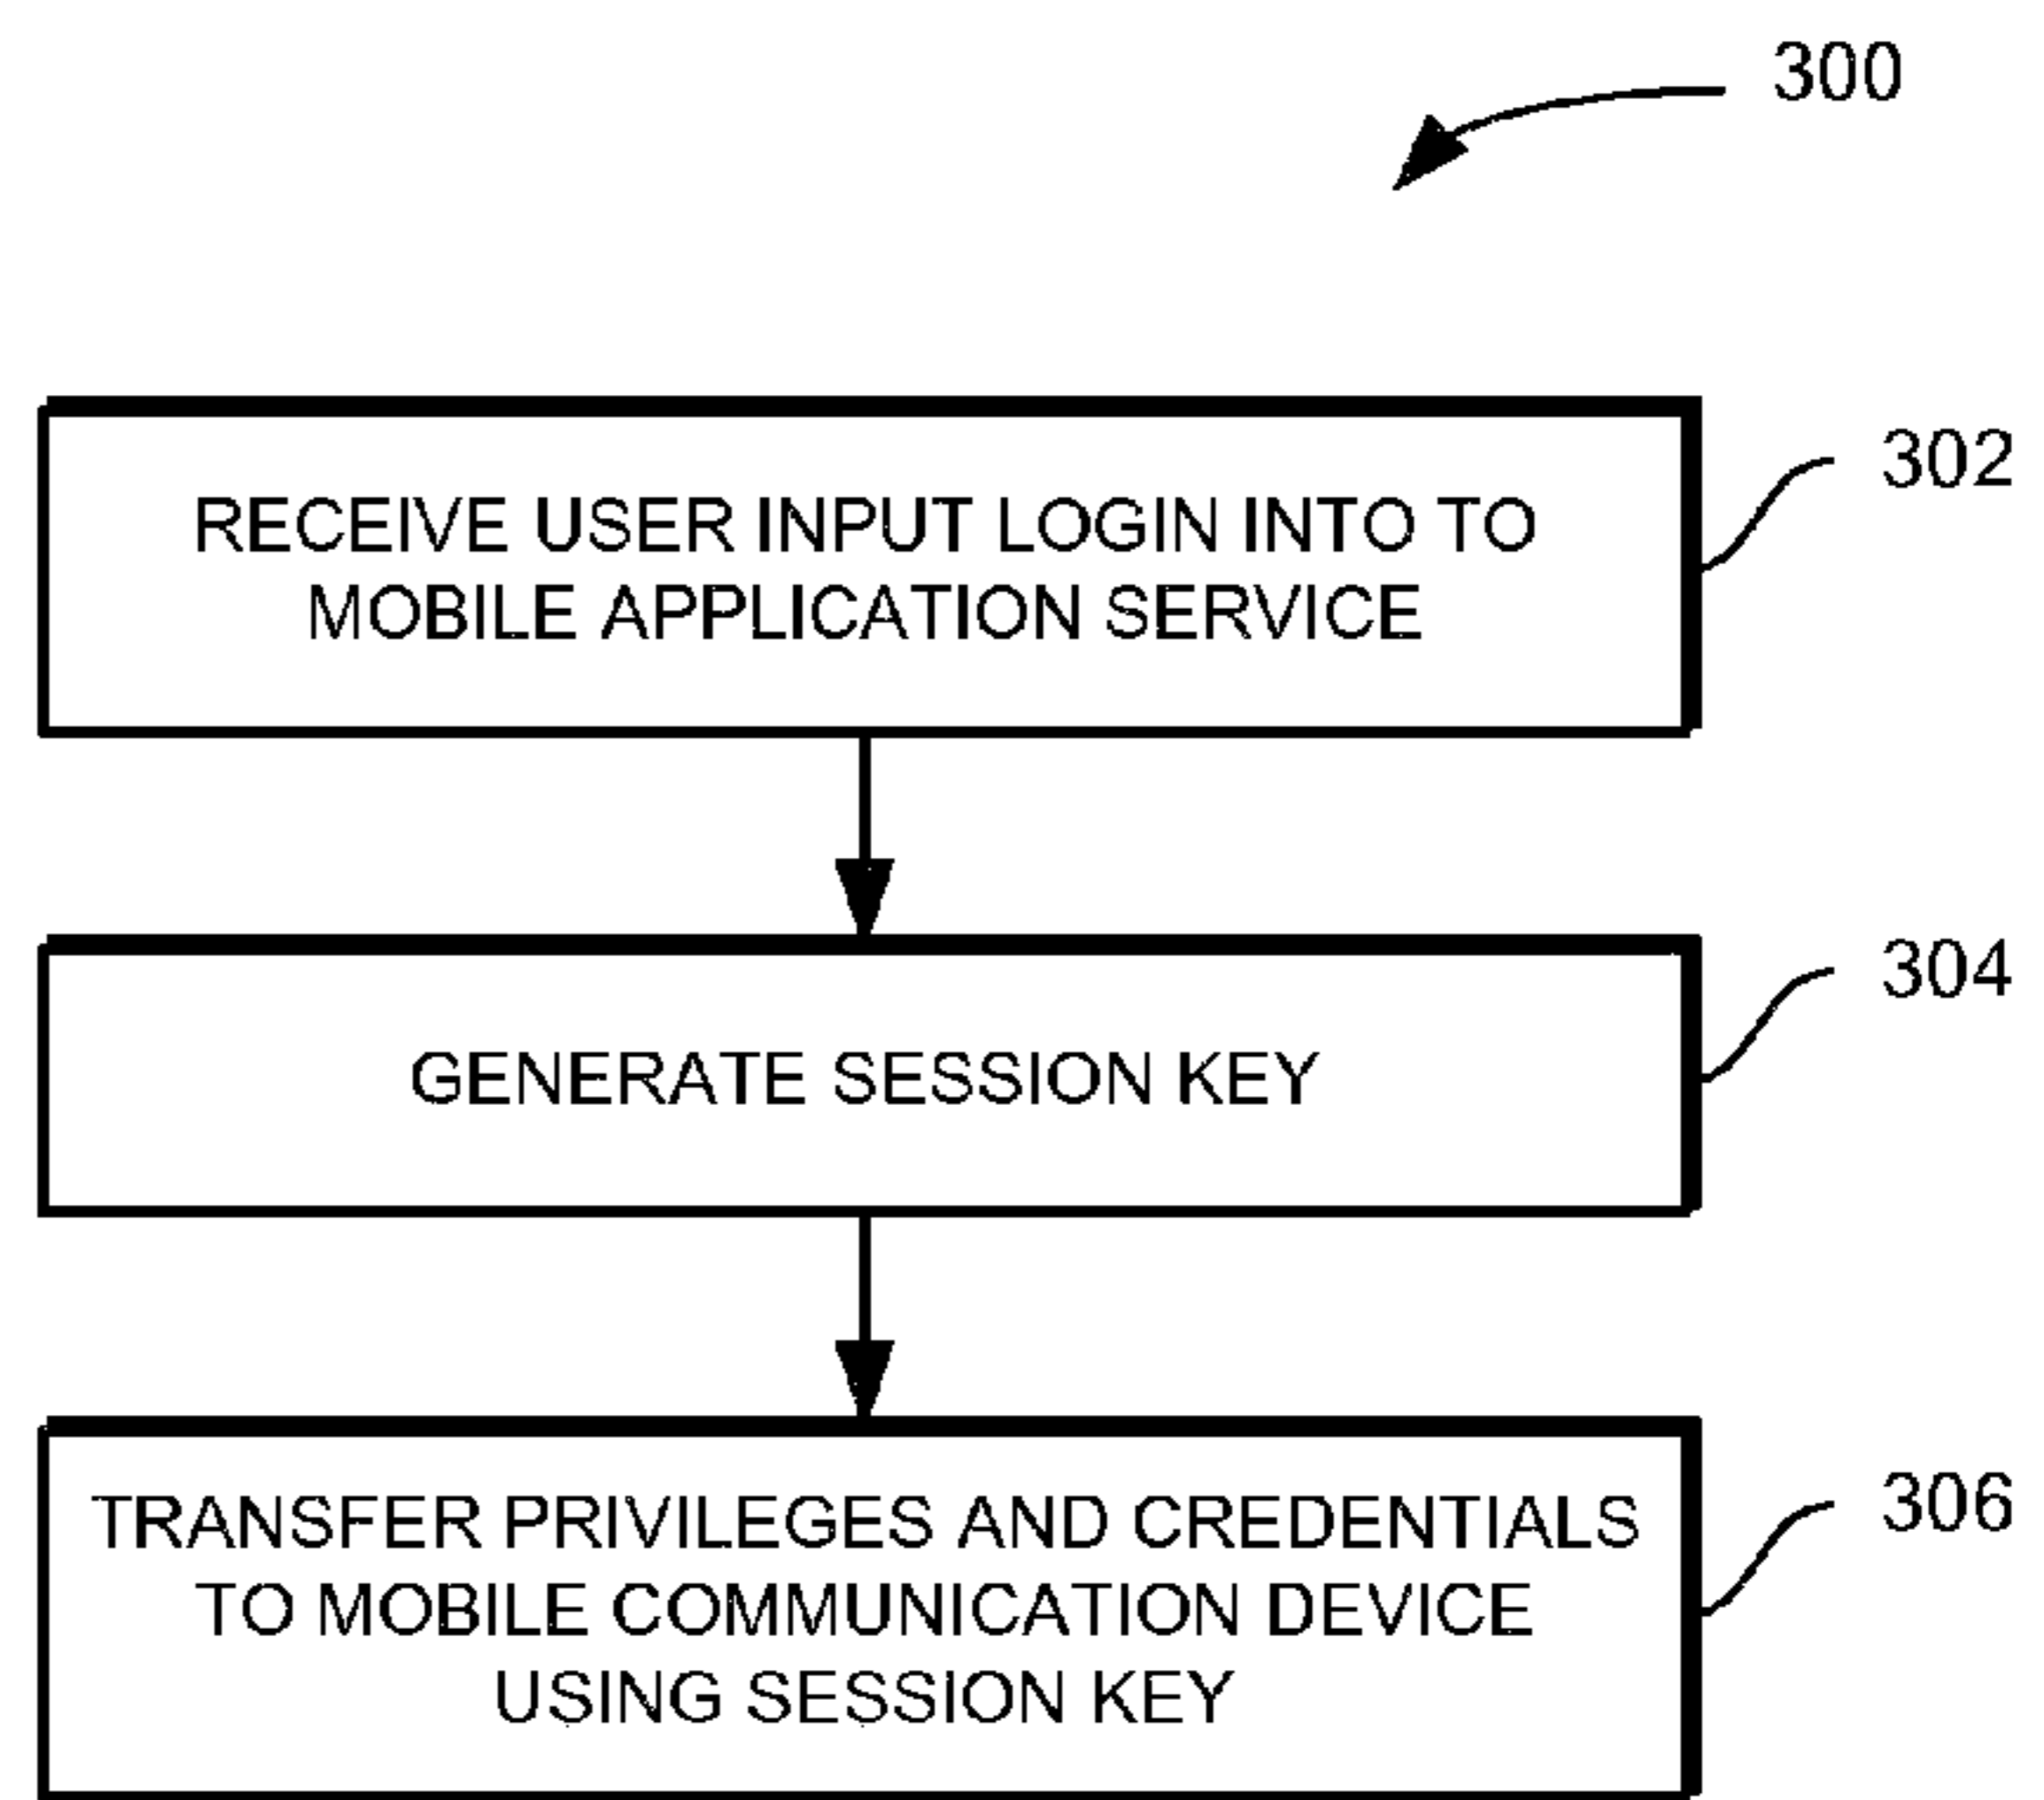 300
302
RECEIVE USER INPUT LOGIN INTO TO
MOBILE APPLICATION SERVICE
304
GENERATE SESSION KEY
306
TRANSFER PRIVILEGES AND CREDENTIALS
TO MOBILE COMMUNICATION DEVICE
USING SESSION KEY